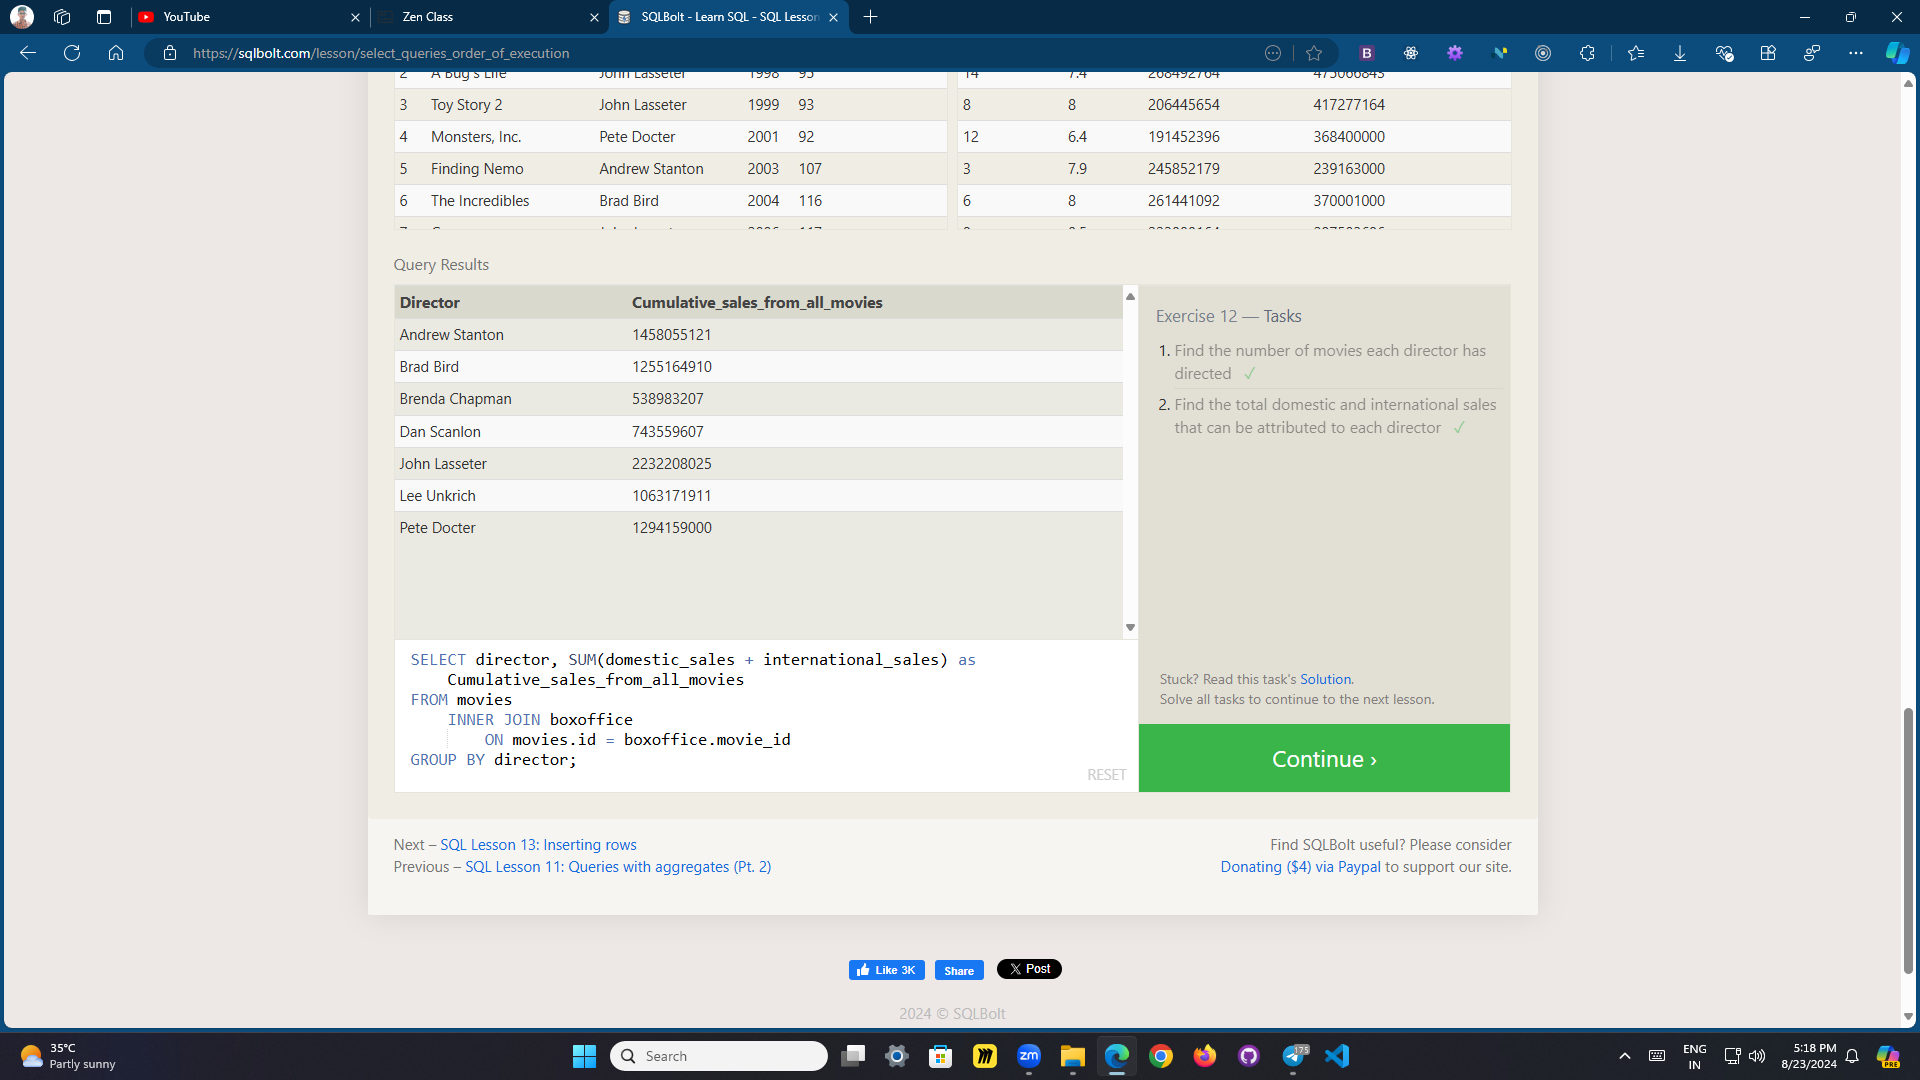 YouTube
Zen Class
SQLBolt - Learn SQL - SQL Lesson
https://sqlbolt.com/lesson/select_queries_order_of_execution
2 A Bug's Life John Lasseter 1998 95
14 7.4 268492764 475066843
3 Toy Story 2 John Lasseter 1999 93
8 8 206445654 417277164
4 Monsters, Inc. Pete Docter 2001 92
12 6.4 191452396 368400000
5 Finding Nemo Andrew Stanton 2003 107
3 7.9 245852179 239163000
6 The Incredibles Brad Bird 2004 116
6 8 261441092 370001000
Query Results
Director Cumulative_sales_from_all_movies
Andrew Stanton 1458055121
Brad Bird 1255164910
Brenda Chapman 538983207
Dan Scanlon 743559607
John Lasseter 2232208025
Lee Unkrich 1063171911
Pete Docter 1294159000
Exercise 12 — Tasks
1. Find the number of movies each director has
directed ✓
2. Find the total domestic and international sales
that can be attributed to each director ✓
SELECT director, SUM(domestic_sales + international_sales) as
Cumulative_sales_from_all_movies
FROM movies
INNER JOIN boxoffice
ON movies.id = boxoffice.movie_id
GROUP BY director;
RESET
Stuck? Read this task's Solution.
Solve all tasks to continue to the next lesson.
Continue ›
Next – SQL Lesson 13: Inserting rows
Previous – SQL Lesson 11: Queries with aggregates (Pt. 2)
Find SQLBolt useful? Please consider
Donating ($4) via Paypal to support our site.
Like 3K
Share
X Post
2024 © SQLBolt
35°C
Partly sunny
Search
zm
175
ENG
IN
5:18 PM
8/23/2024
PRE